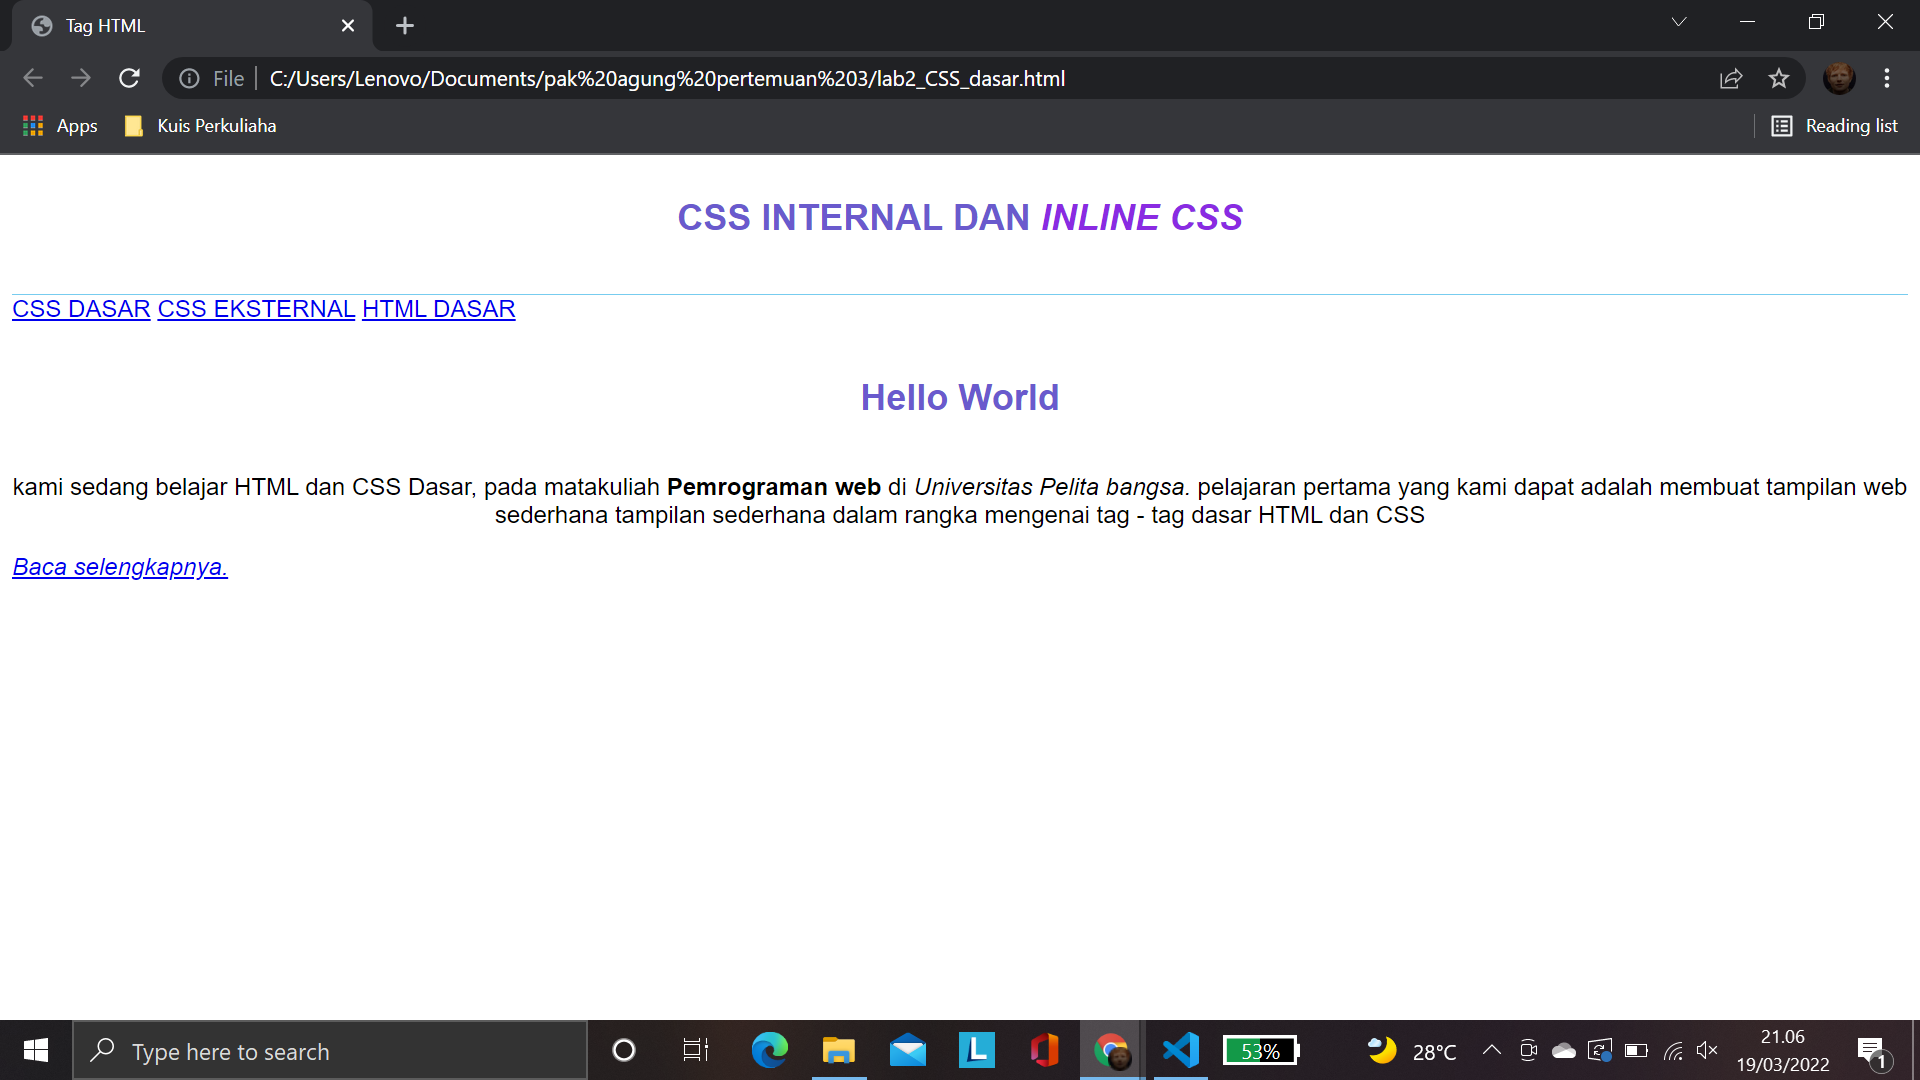 Tag HTML
File C:/Users/Lenovo/Documents/pak%20agung%20pertemuan%203/lab2_CSS_dasar.html
Apps Kuis Perkuliaha Reading list
CSS INTERNAL DAN INLINE CSS
CSS DASAR CSS EKSTERNAL HTML DASAR
Hello World
kami sedang belajar HTML dan CSS Dasar, pada matakuliah Pemrograman web di Universitas Pelita bangsa. pelajaran pertama yang kami dapat adalah membuat tampilan web
sederhana tampilan sederhana dalam rangka mengenai tag - tag dasar HTML dan CSS
Baca selengkapnya.
Type here to search L 53% 28°C 21.06
19/03/2022 1